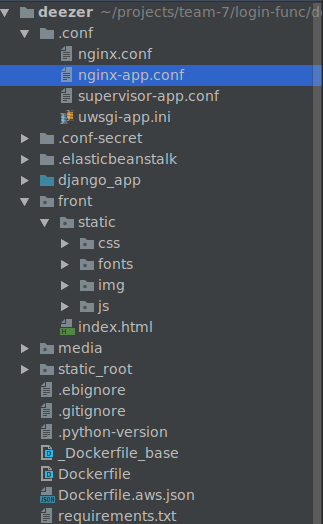 deezer ~/projects/team-7/login-func/d
.conf
nginx.conf
nginx-app.conf
supervisor-app.conf
uwsgi-app.ini
.conf-secret
.elasticbeanstalk
django_app
front
static
css
fonts
img
js
index.html
media
static_root
.ebignore
.gitignore
.python-version
_Dockerfile_base
Dockerfile
Dockerfile.aws.json
requirements.txt